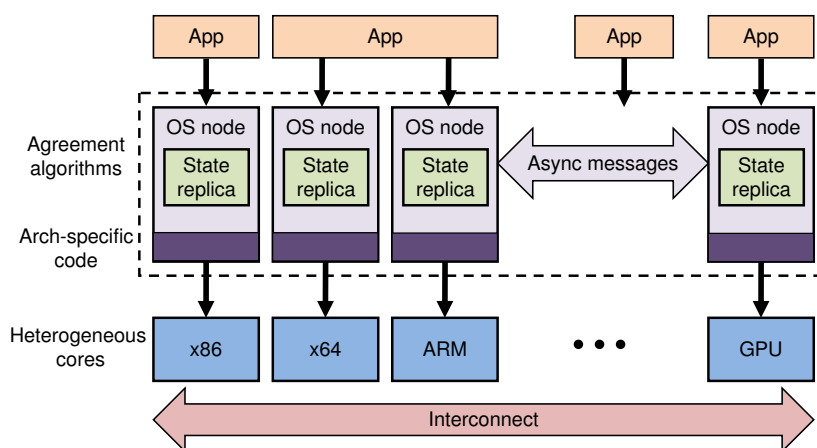 App
App
App
App
Agreement
algorithms
OS node
OS node
OS node
OS node
State
replica
State
replica
State
replica
Async messages
State
replica
Arch-specific
code
Heterogeneous
cores
x86
x64
ARM
GPU
Interconnect